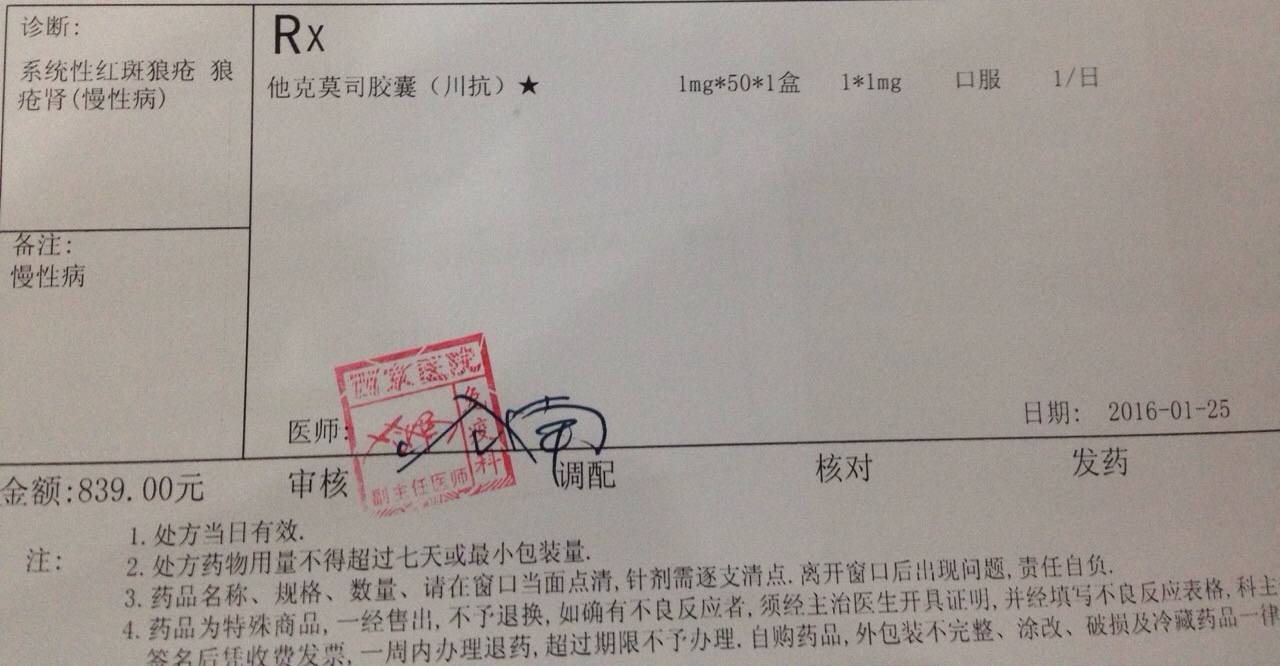 诊断:
系统性红斑狼疮 狼
疮肾(慢性病)
备注:
慢性病
Rx
他克莫司胶囊（川抗）★ 1mg*50*1盒 1*1mg 口服 1/日
西京医院
免疫科
副主任医师
医师:
日期: 2016-01-25
金额:839.00元 审核 调配 核对 发药
注:
1.处方当日有效.
2.处方药物用量不得超过七天或最小包装量.
3.药品名称、规格、数量、请在窗口当面点清,针剂需逐支清点.离开窗口后出现问题,责任自负.
4.药品为特殊商品,一经售出,不予退换,如确有不良反应者,须经主治医生开具证明,并经填写不良反应表格,科主
签名后凭收费发票,一周内办理退药,超过期限不予办理.自购药品,外包装不完整、涂改、破损及冷藏药品一律